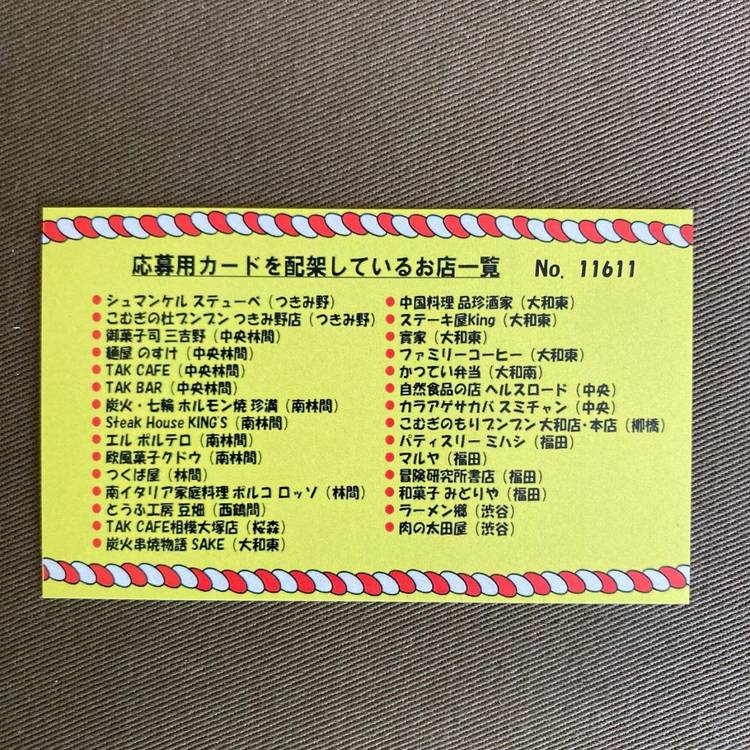 応募用カードを配架しているお店一覧 No. 11611
●シュマンケル ステューベ（つきみ野）
●こむぎの杜ブンブン つきみ野店（つきみ野）
●御菓子司 三吉野（中央林間）
●麺屋 のすけ（中央林間）
●TAK CAFE（中央林間）
●TAK BAR（中央林間）
●炭火・七輪 ホルモン焼 珍満（南林間）
●Steak House KING'S（南林間）
●エル ボルテロ（南林間）
●欧風菓子クドウ（南林間）
●つくば屋（林間）
●南イタリア家庭料理 ポルコ ロッソ（林間）
●とうふ工房 豆畑（西鶴間）
●TAK CAFE相模大塚店（桜森）
●炭火串焼物語 SAKE（大和東）
●中国料理 品珍酒家（大和東）
●ステーキ屋King（大和東）
●寳家（大和東）
●ファミリーコーヒー（大和東）
●かつてい弁当（大和南）
●自然食品の店 ヘルスロード（中央）
●カラアゲサカバ スミチャン（中央）
●こむぎのもりブンブン 大和店・本店（柳橋）
●パティスリー ミハシ（福田）
●マルヤ（福田）
●冒険研究所書店（福田）
●和菓子 みどりや（福田）
●ラーメン郷（渋谷）
●肉の太田屋（渋谷）